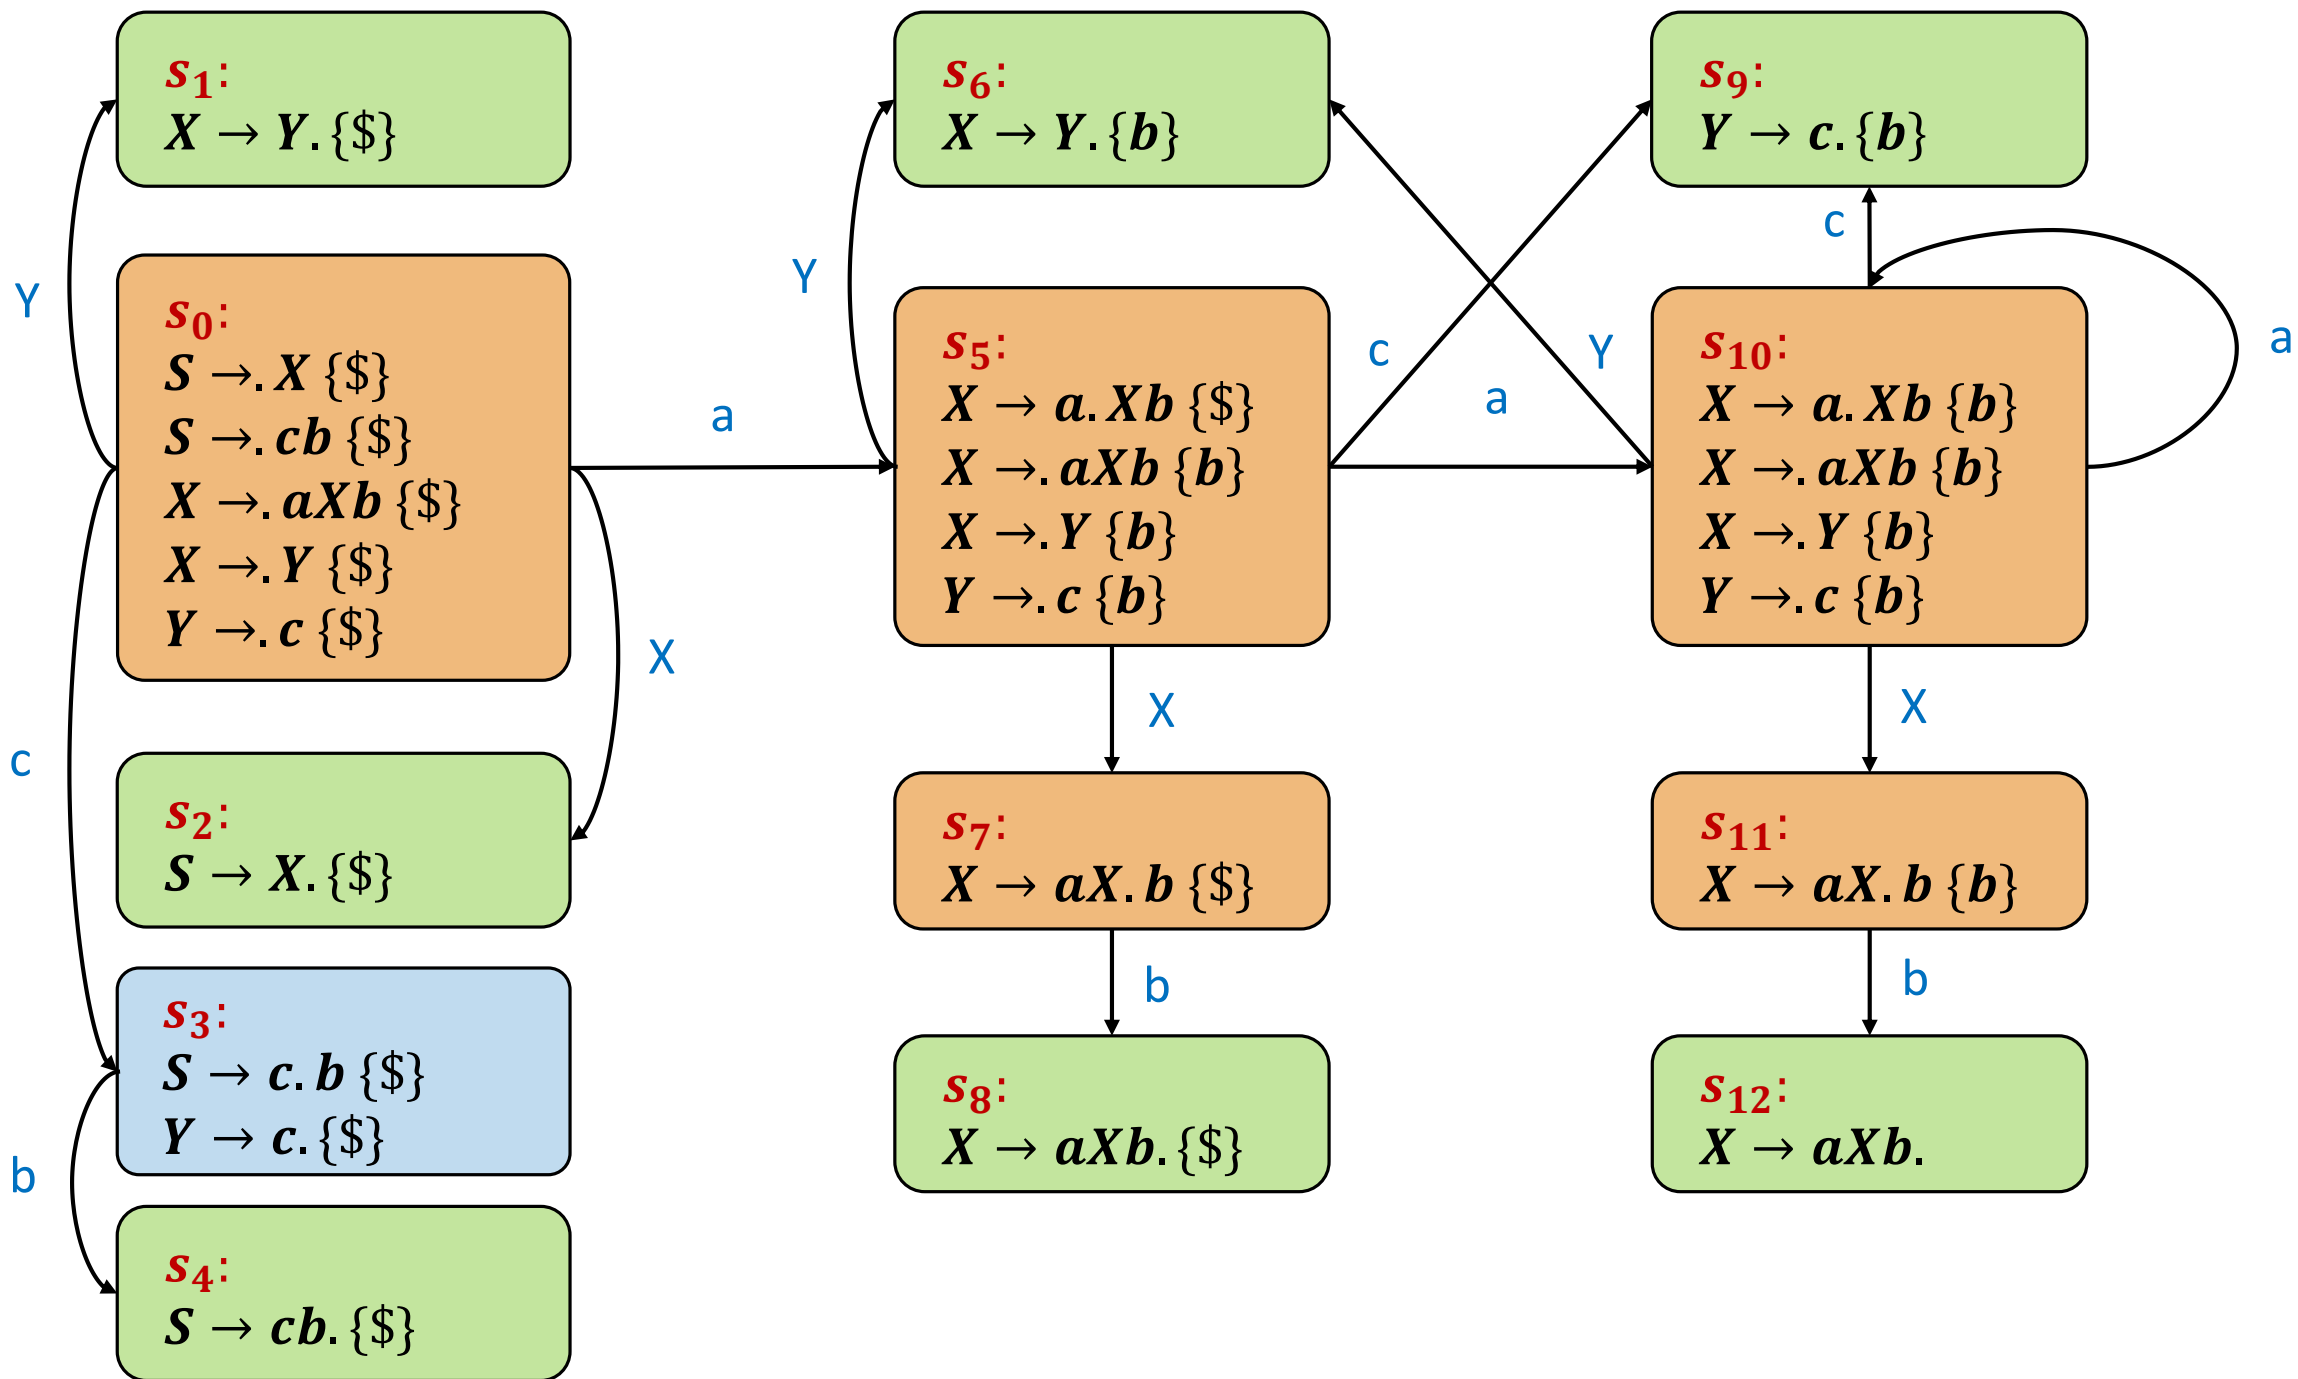 s₁:
X → Y. {$}
Y
s₀:
S →. X {$}
S →. cb {$}
X →. aXb {$}
X →. Y {$}
Y →. c {$}
a
X
c
s₂:
S → X. {$}
s₃:
S → c. b {$}
Y → c. {$}
b
s₄:
S → cb. {$}
s₆:
X → Y. {b}
Y
s₅:
X → a. Xb {$}
X →. aXb {b}
X →. Y {b}
Y →. c {b}
c
Y
a
X
s₇:
X → aX. b {$}
b
s₈:
X → aXb. {$}
s₉:
Y → c. {b}
c
a
s₁₀:
X → a. Xb {b}
X →. aXb {b}
X →. Y {b}
Y →. c {b}
X
s₁₁:
X → aX. b {b}
b
s₁₂:
X → aXb.